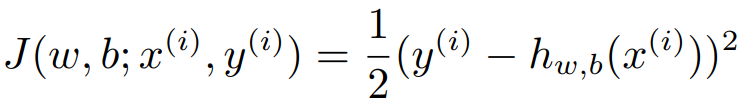 J(w, b; x^{(i)}, y^{(i)}) = \frac{1}{2}(y^{(i)} − h_{w,b}(x^{(i)}))^2